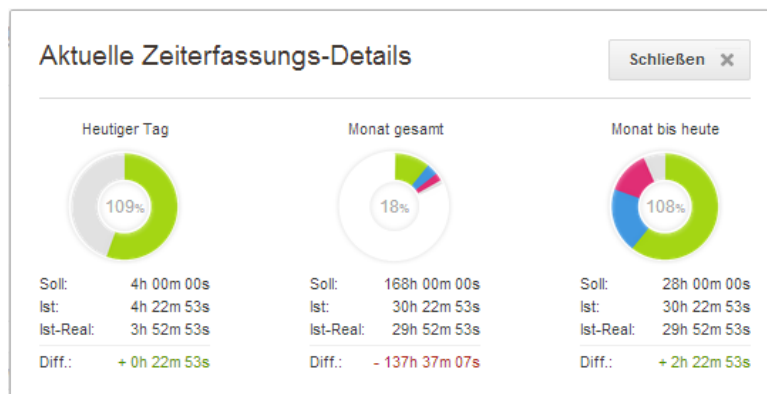 Aktuelle Zeiterfassungs-Details
Schließen ✖
Heutiger Tag
109%
Soll: 4h 00m 00s
Ist: 4h 22m 53s
Ist-Real: 3h 52m 53s
Diff.: + 0h 22m 53s
Monat gesamt
18%
Soll: 168h 00m 00s
Ist: 30h 22m 53s
Ist-Real: 29h 52m 53s
Diff.: - 137h 37m 07s
Monat bis heute
108%
Soll: 28h 00m 00s
Ist: 30h 22m 53s
Ist-Real: 29h 52m 53s
Diff.: + 2h 22m 53s